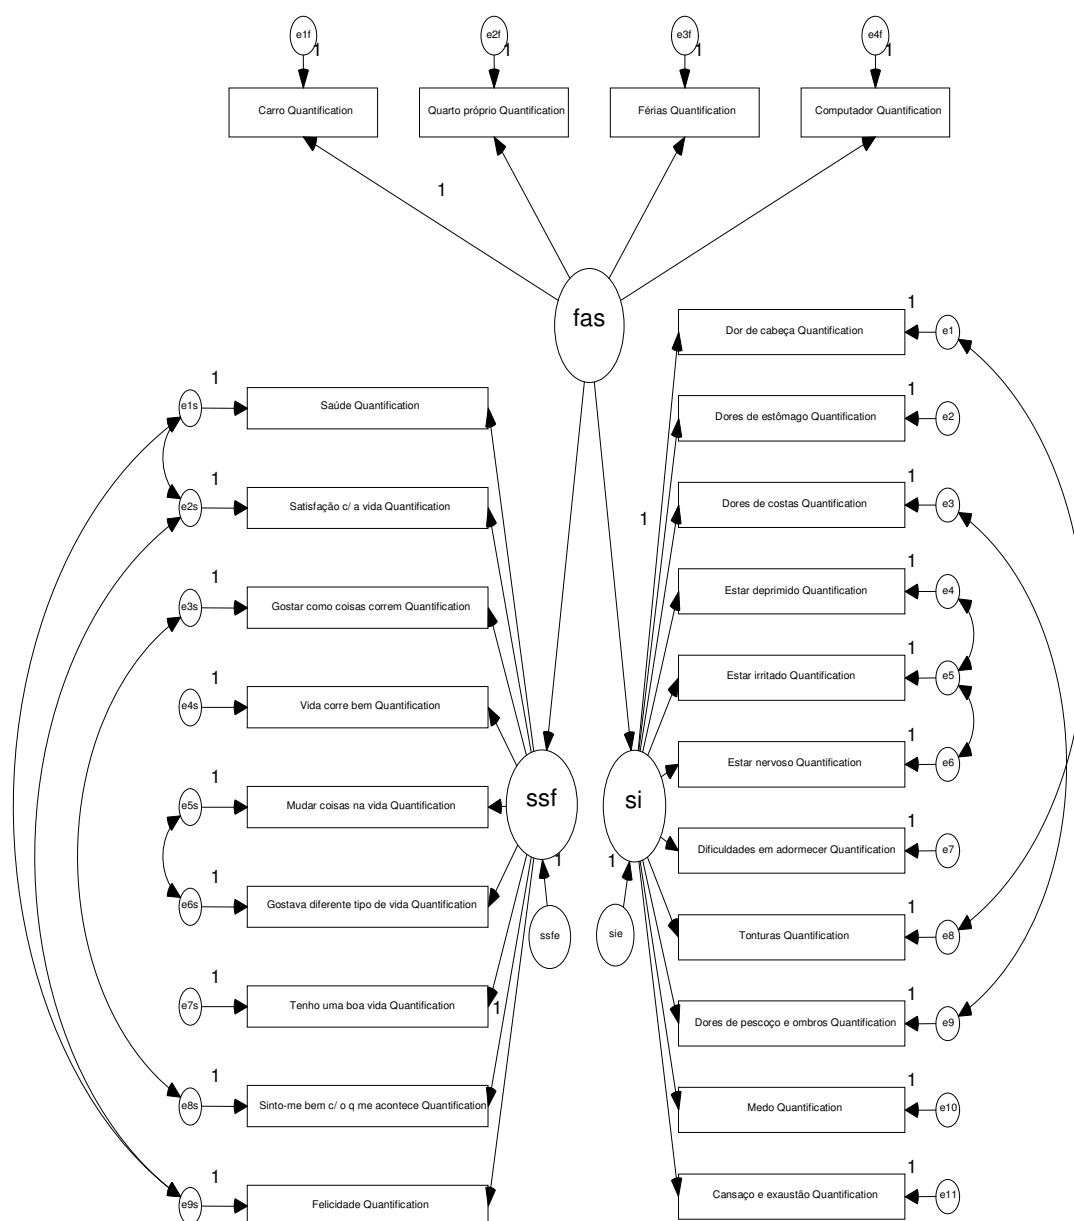 e1f
1
e2f
1
e3f
1
e4f
1
Carro Quantification
Quarto próprio Quantification
Férias Quantification
Computador Quantification
1
fas
1
Dor de cabeça Quantification
e1
1
e1s
Saúde Quantification
1
Dores de estômago Quantification
e2
1
e2s
Satisfação c/ a vida Quantification
1
1
Dores de costas Quantification
e3
1
e3s
Gostar como coisas correm Quantification
1
Estar deprimido Quantification
e4
1
e4s
Vida corre bem Quantification
1
Estar irritado Quantification
e5
1
Estar nervoso Quantification
e6
1
e5s
Mudar coisas na vida Quantification
ssf
si
1
Dificuldades em adormecer Quantification
e7
1
1
1
e6s
Gostava diferente tipo de vida Quantification
ssfe
sie
1
Tonturas Quantification
e8
1
e7s
Tenho uma boa vida Quantification
1
1
Dores de pescoço e ombros Quantification
e9
1
e8s
Sinto-me bem c/ o q me acontece Quantification
1
Medo Quantification
e10
1
e9s
Felicidade Quantification
1
Cansaço e exaustão Quantification
e11